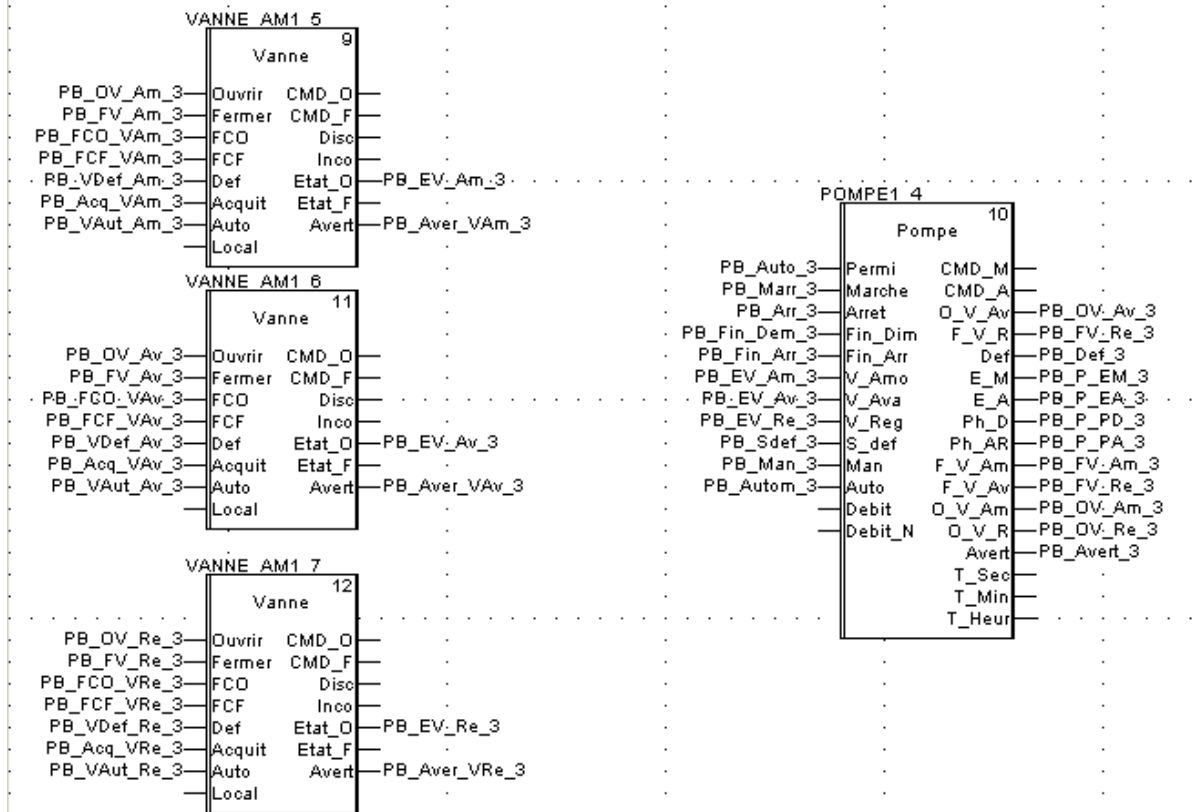 VANNE_AM1_5
9
Vanne
PB_OV_Am_3 Ouvrir CMD_O
PB_FV_Am_3 Fermer CMD_F
PB_FCO_VAm_3 FCO Disc
PB_FCF_VAm_3 FCF Inco
PB_VDef_Am_3 Def Etat_O PB_EV_Am_3
PB_Acq_VAm_3 Acquit Etat_F
PB_VAut_Am_3 Auto Avert PB_Aver_VAm_3
Local
VANNE_AM1_6
11
Vanne
PB_OV_Av_3 Ouvrir CMD_O
PB_FV_Av_3 Fermer CMD_F
PB_FCO_VAv_3 FCO Disc
PB_FCF_VAv_3 FCF Inco
PB_VDef_Av_3 Def Etat_O PB_EV_Av_3
PB_Acq_VAv_3 Acquit Etat_F
PB_VAut_Av_3 Auto Avert PB_Aver_VAv_3
Local
VANNE_AM1_7
12
Vanne
PB_OV_Re_3 Ouvrir CMD_O
PB_FV_Re_3 Fermer CMD_F
PB_FCO_VRe_3 FCO Disc
PB_FCF_VRe_3 FCF Inco
PB_VDef_Re_3 Def Etat_O PB_EV_Re_3
PB_Acq_VRe_3 Acquit Etat_F
PB_VAut_Re_3 Auto Avert PB_Aver_VRe_3
Local
POMPE1_4
10
Pompe
PB_Auto_3 Permi CMD_M
PB_Marr_3 Marche CMD_A
PB_Arr_3 Arret O_V_Av PB_OV_Av_3
PB_Fin_Dem_3 Fin_Dim F_V_R PB_FV_Re_3
PB_Fin_Arr_3 Fin_Arr Def PB_Def_3
PB_EV_Am_3 V_Amo E_M PB_P_EM_3
PB_EV_Av_3 V_Ava E_A PB_P_EA_3
PB_EV_Re_3 V_Reg Ph_D PB_P_PD_3
PB_Sdef_3 S_def Ph_AR PB_P_PA_3
PB_Man_3 Man F_V_Am PB_FV_Am_3
PB_Autom_3 Auto F_V_Av PB_FV_Re_3
Debit O_V_Am PB_OV_Am_3
Debit_N O_V_R PB_OV_Re_3
Avert PB_Avert_3
T_Sec
T_Min
T_Heur